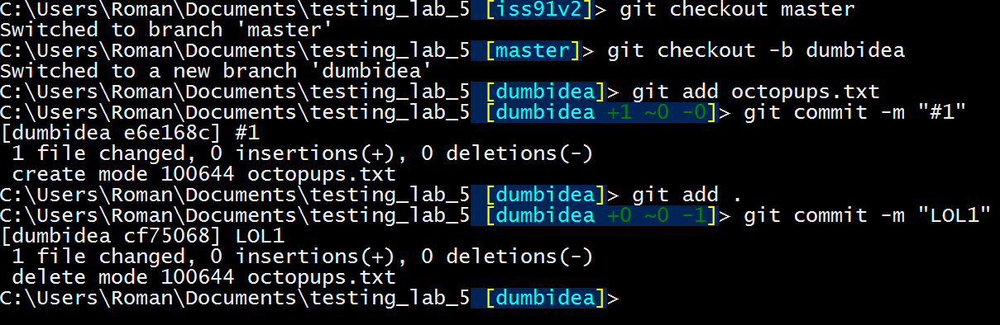 C:\Users\Roman\Documents\testing_lab_5 [iss91v2]> git checkout master
Switched to branch 'master'
C:\Users\Roman\Documents\testing_lab_5 [master]> git checkout -b dumbidea
Switched to a new branch 'dumbidea'
C:\Users\Roman\Documents\testing_lab_5 [dumbidea]> git add octopups.txt
C:\Users\Roman\Documents\testing_lab_5 [dumbidea +1 ~0 -0]> git commit -m "#1"
[dumbidea e6e168c] #1
 1 file changed, 0 insertions(+), 0 deletions(-)
 create mode 100644 octopups.txt
C:\Users\Roman\Documents\testing_lab_5 [dumbidea]> git add .
C:\Users\Roman\Documents\testing_lab_5 [dumbidea +0 ~0 -1]> git commit -m "LOL1"
[dumbidea cf75068] LOL1
 1 file changed, 0 insertions(+), 0 deletions(-)
 delete mode 100644 octopups.txt
C:\Users\Roman\Documents\testing_lab_5 [dumbidea]>